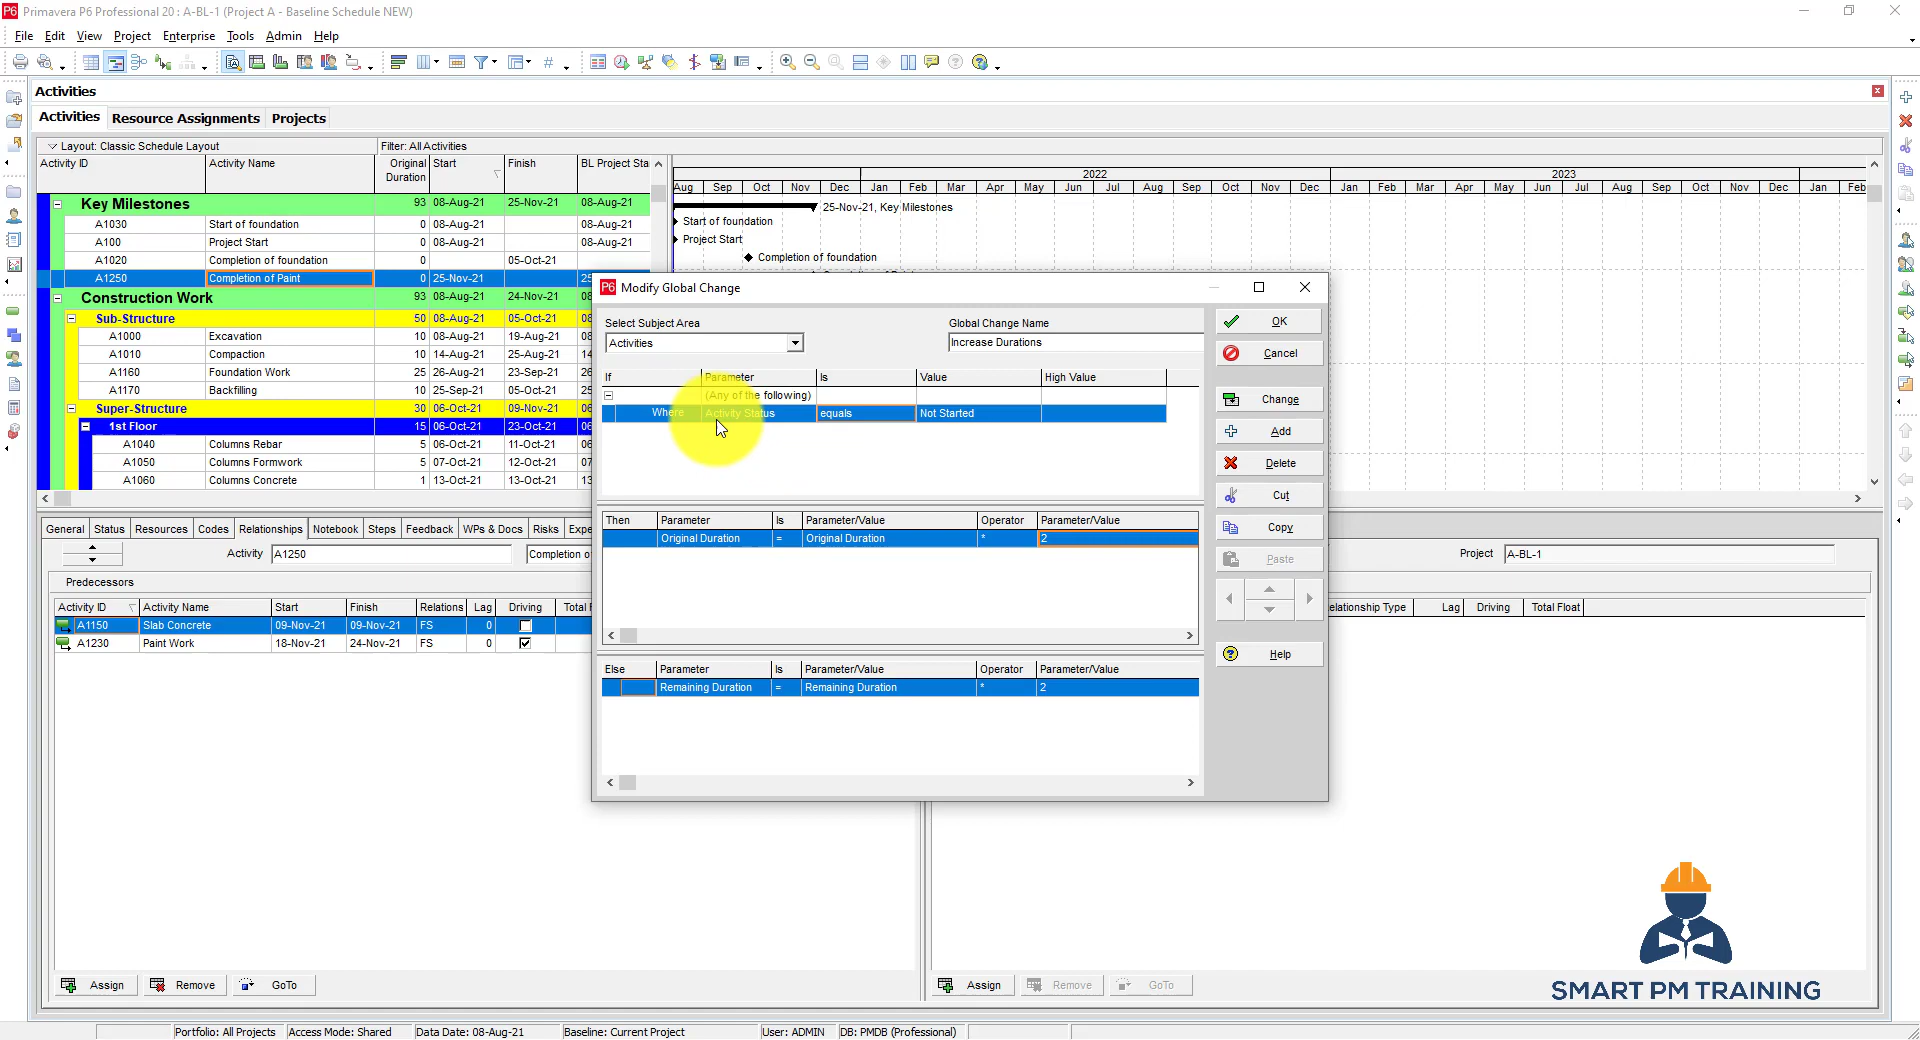 Primavera P6 Professional 20 : A-BL-1 (Project A - Baseline Schedule NEW)
File Edit View Project Enterprise Tools Admin Help
Activities
Activities Resource Assignments Projects
Layout: Classic Schedule Layout Filter: All Activities
Activity ID Activity Name Original Duration Start Finish BL Project Sta
2022 2023
Aug Sep Oct Nov Dec Jan Feb Mar Apr May Jun Jul Aug Sep Oct Nov Dec Jan Feb Mar Apr May Jun Jul Aug Sep Oct Nov Dec Jan Feb
Key Milestones 93 08-Aug-21 25-Nov-21 08-Aug-21
25-Nov-21, Key Milestones
A1030 Start of foundation 0 08-Aug-21 08-Aug-21
Start of foundation
A100 Project Start 0 08-Aug-21 08-Aug-21
Project Start
A1020 Completion of foundation 0 05-Oct-21
Completion of foundation
A1250 Completion of Paint 0 25-Nov-21 25
Construction Work 93 08-Aug-21 24-Nov-21 08
Sub-Structure 50 08-Aug-21 05-Oct-21 08
A1000 Excavation 10 08-Aug-21 19-Aug-21 08
A1010 Compaction 10 14-Aug-21 25-Aug-21 14
A1160 Foundation Work 25 26-Aug-21 23-Sep-21 26
A1170 Backfilling 10 25-Sep-21 05-Oct-21 25
Super-Structure 30 06-Oct-21 09-Nov-21 06
1st Floor 15 06-Oct-21 23-Oct-21 06
A1040 Columns Rebar 5 06-Oct-21 11-Oct-21 06
A1050 Columns Formwork 5 07-Oct-21 12-Oct-21 07
A1060 Columns Concrete 1 13-Oct-21 13-Oct-21 13
P6 Modify Global Change
Select Subject Area Global Change Name
Activities Increase Durations
If Parameter Is Value High Value
(Any of the following)
Where Activity Status equals Not Started
Then Parameter Is Parameter/Value Operator Parameter/Value
Original Duration = Original Duration * 2
Else Parameter Is Parameter/Value Operator Parameter/Value
Remaining Duration = Remaining Duration * 2
OK
Cancel
Change
Add
Delete
Cut
Copy
Paste
Help
General Status Resources Codes Relationships Notebook Steps Feedback WPs & Docs Risks Expe
Activity A1250 Completion o Project A-BL-1
Predecessors
Activity ID Activity Name Start Finish Relations Lag Driving Total F
A1150 Slab Concrete 09-Nov-21 09-Nov-21 FS 0
A1230 Paint Work 18-Nov-21 24-Nov-21 FS 0
elationship Type Lag Driving Total Float
Assign Remove GoTo
Assign Remove GoTo
SMART PM TRAINING
Portfolio: All Projects Access Mode: Shared Data Date: 08-Aug-21 Baseline: Current Project User: ADMIN DB: PMDB (Professional)